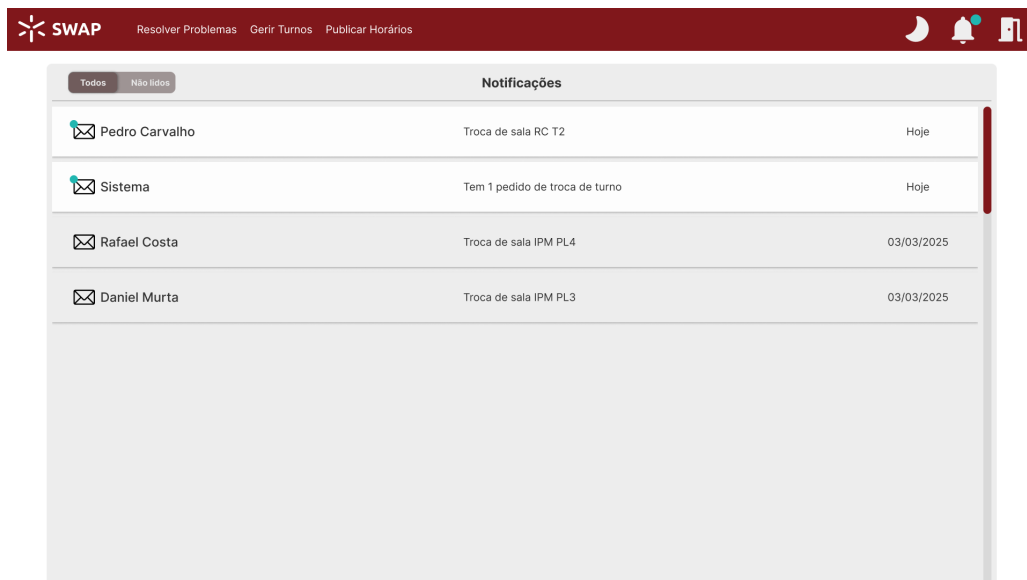 SWAP Resolver Problemas Gerir Turnos Publicar Horários
Todos Não lidos Notificações
Pedro Carvalho Troca de sala RC T2 Hoje
Sistema Tem 1 pedido de troca de turno Hoje
Rafael Costa Troca de sala IPM PL4 03/03/2025
Daniel Murta Troca de sala IPM PL3 03/03/2025